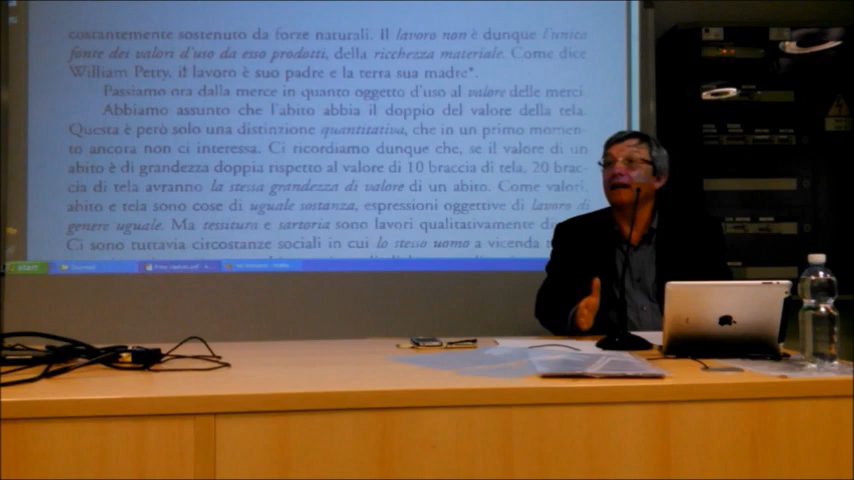 costantemente sostenuto da forze naturali. Il lavoro non è dunque l'unica
fonte dei valori d'uso da esso prodotti, della ricchezza materiale. Come dice
William Petty, il lavoro è suo padre e la terra sua madre*.
Passiamo ora dalla merce in quanto oggetto d'uso al valore delle merci
Abbiamo assunto che l'abito abbia il doppio del valore della tela.
Questa è però solo una distinzione quantitativa, che in un primo momen-
to ancora non ci interessa. Ci ricordiamo dunque che, se il valore di un
abito è di grandezza doppia rispetto al valore di 10 braccia di tela, 20 brac-
cia di tela avranno la stessa grandezza di valore di un abito. Come valori,
abito e tela sono cose di uguale sostanza, espressioni oggettive di lavoro di
genere uguale. Ma tessitura e sartoria sono lavori qualitativamente
Ci sono tuttavia circostanze sociali in cui lo stesso uomo a vicenda
start